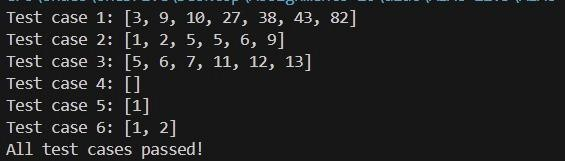 Test case 1: [3, 9, 10, 27, 38, 43, 82]
Test case 2: [1, 2, 5, 5, 6, 9]
Test case 3: [5, 6, 7, 11, 12, 13]
Test case 4: []
Test case 5: [1]
Test case 6: [1, 2]
All test cases passed!